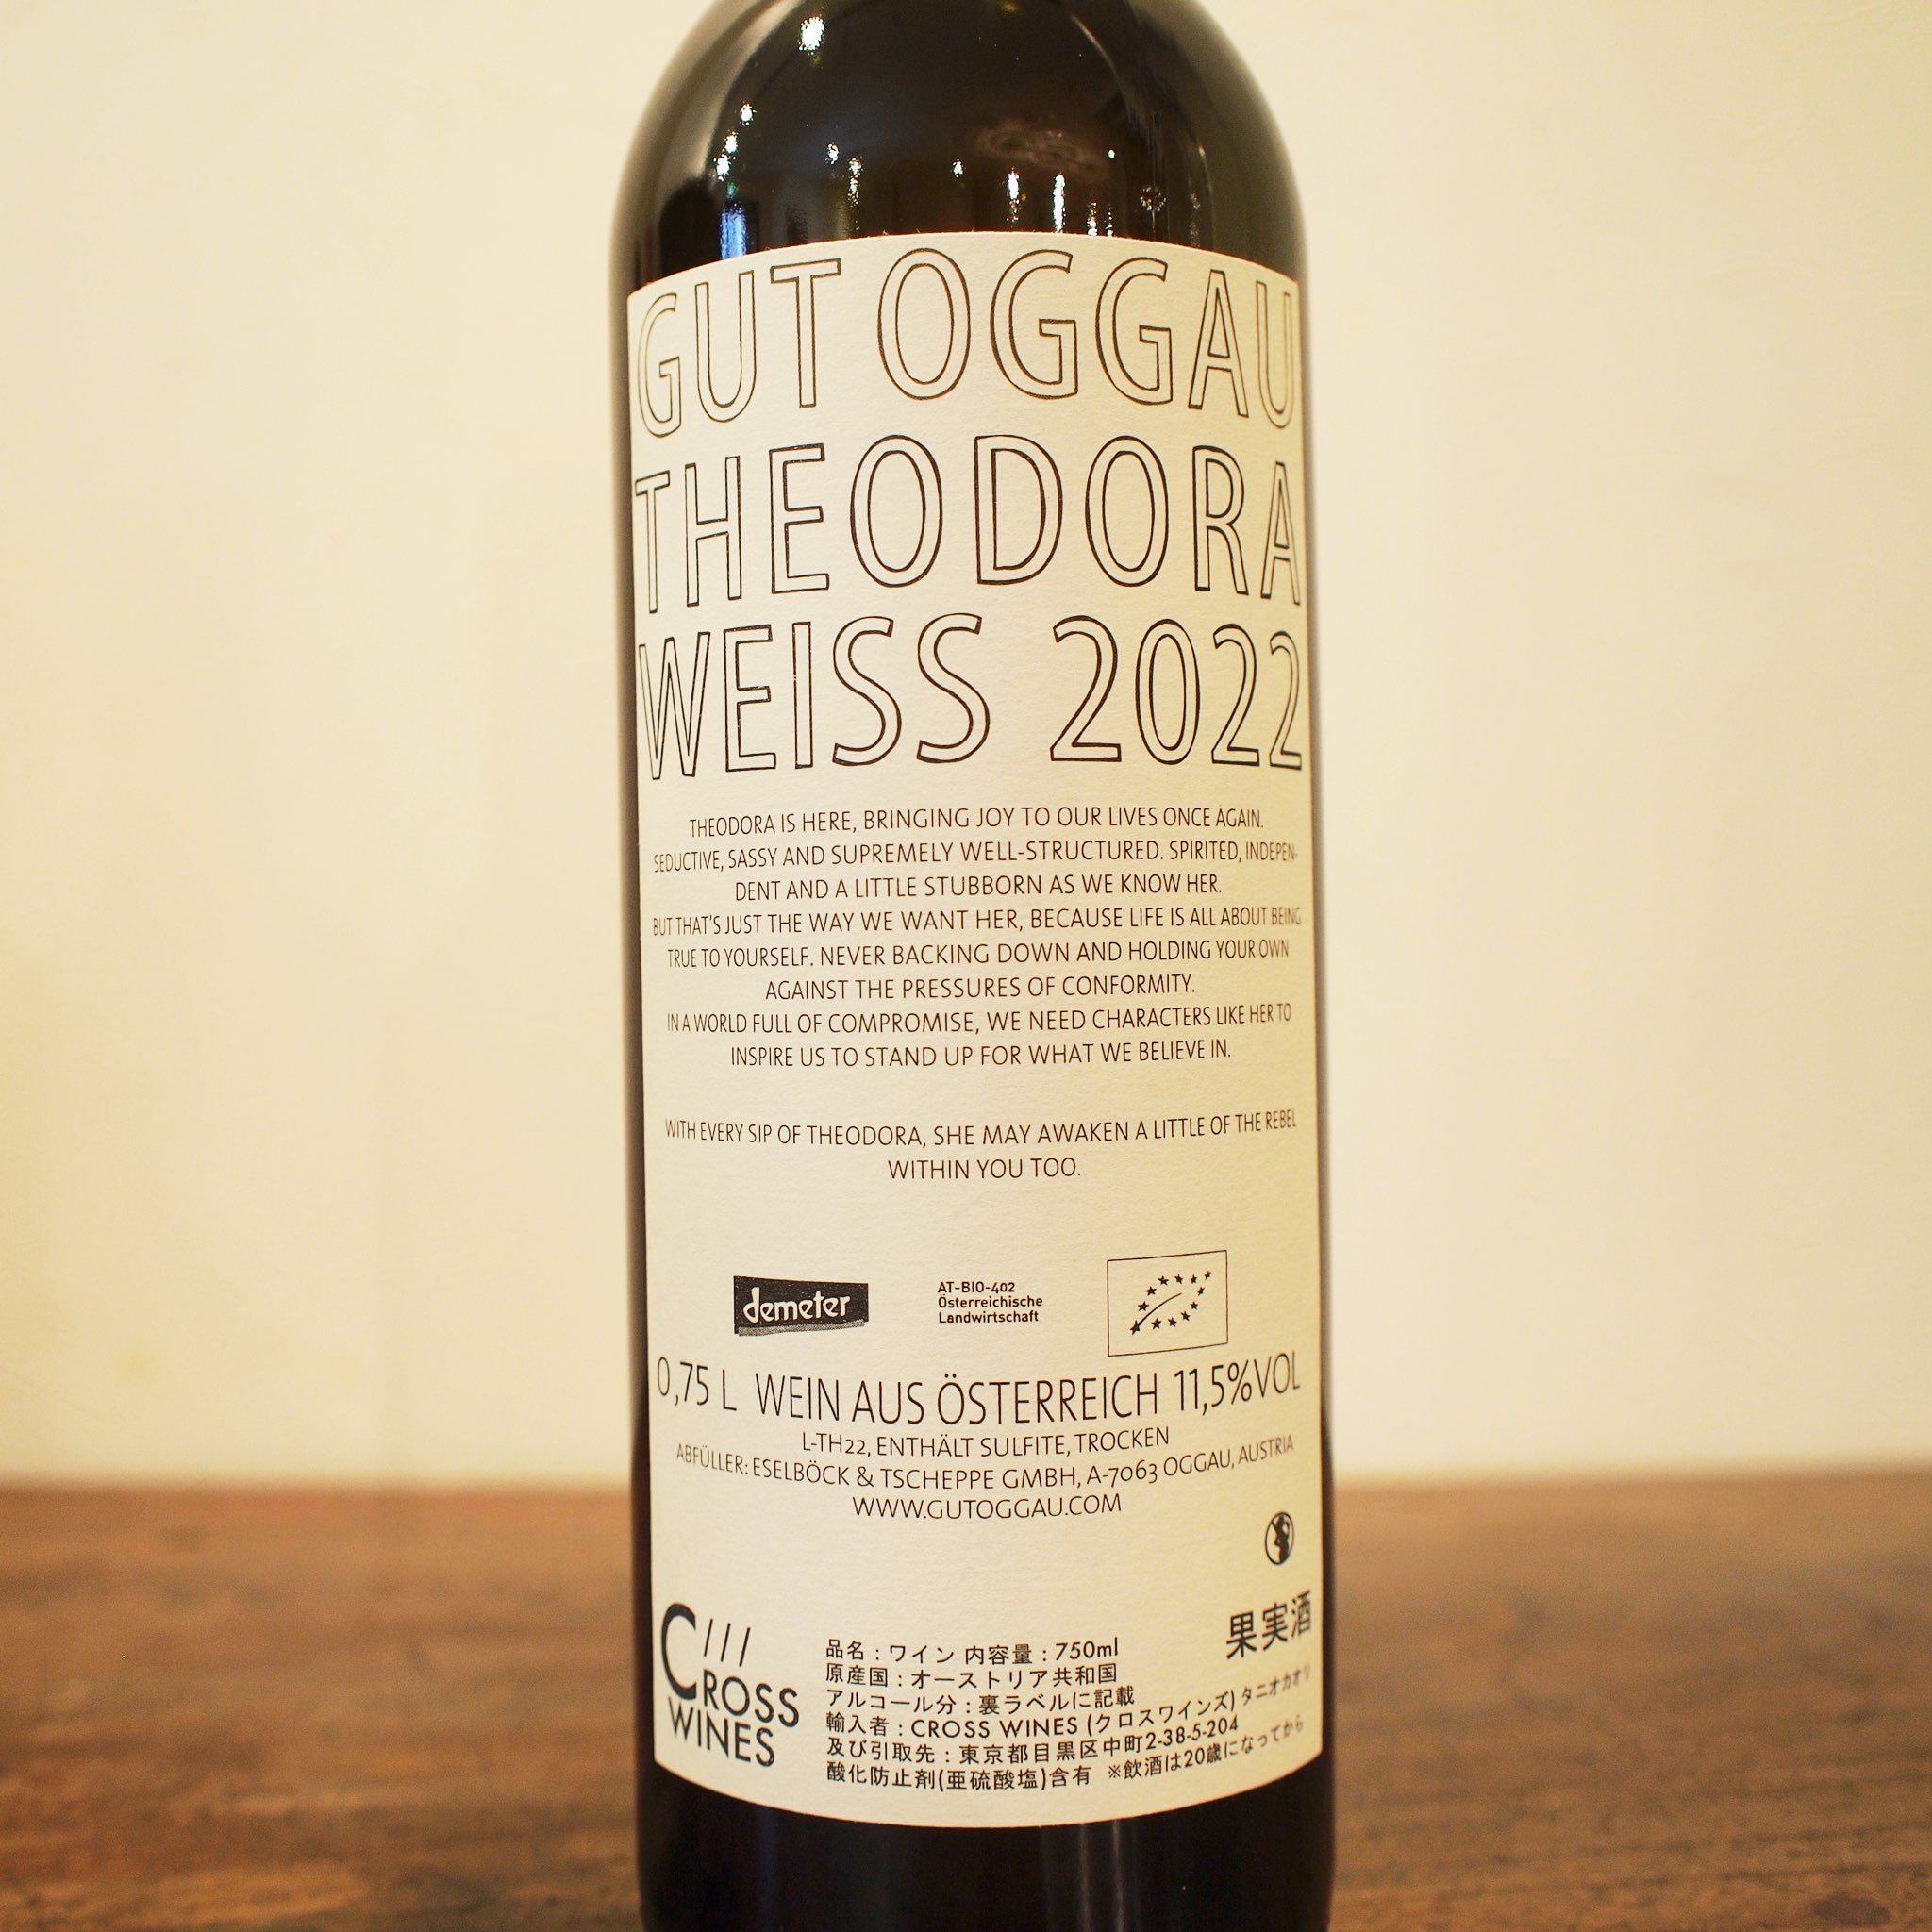 GUT OGGAU
THEODORA
WEISS 2022
THEODORA IS HERE, BRINGING JOY TO OUR LIVES ONCE AGAIN.
SEDUCTIVE, SASSY AND SUPREMELY WELL-STRUCTURED. SPIRITED, INDEPEN-
DENT AND A LITTLE STUBBORN AS WE KNOW HER.
BUT THAT'S JUST THE WAY WE WANT HER, BECAUSE LIFE IS ALL ABOUT BEING
TRUE TO YOURSELF. NEVER BACKING DOWN AND HOLDING YOUR OWN
AGAINST THE PRESSURES OF CONFORMITY.
IN A WORLD FULL OF COMPROMISE, WE NEED CHARACTERS LIKE HER TO
INSPIRE US TO STAND UP FOR WHAT WE BELIEVE IN.
WITH EVERY SIP OF THEODORA, SHE MAY AWAKEN A LITTLE OF THE REBEL
WITHIN YOU TOO.
demeter
AT-BIO-402
Österreichische
Landwirtschaft
0,75 L WEIN AUS ÖSTERREICH 11,5%VOL
L-TH22, ENTHÄLT SULFITE, TROCKEN
ABFÜLLER: ESELBÖCK & TSCHEPPE GMBH, A-7063 OGGAU, AUSTRIA
WWW.GUTOGGAU.COM
果実酒
CROSS
WINES
品名：ワイン 内容量：750ml
原産国：オーストリア共和国
アルコール分：裏ラベルに記載
輸入者：CROSS WINES (クロスワインズ) タニオカオリ
及び引取先：東京都目黒区中町2-38-5-204
酸化防止剤(亜硫酸塩)含有 ※飲酒は20歳になってから